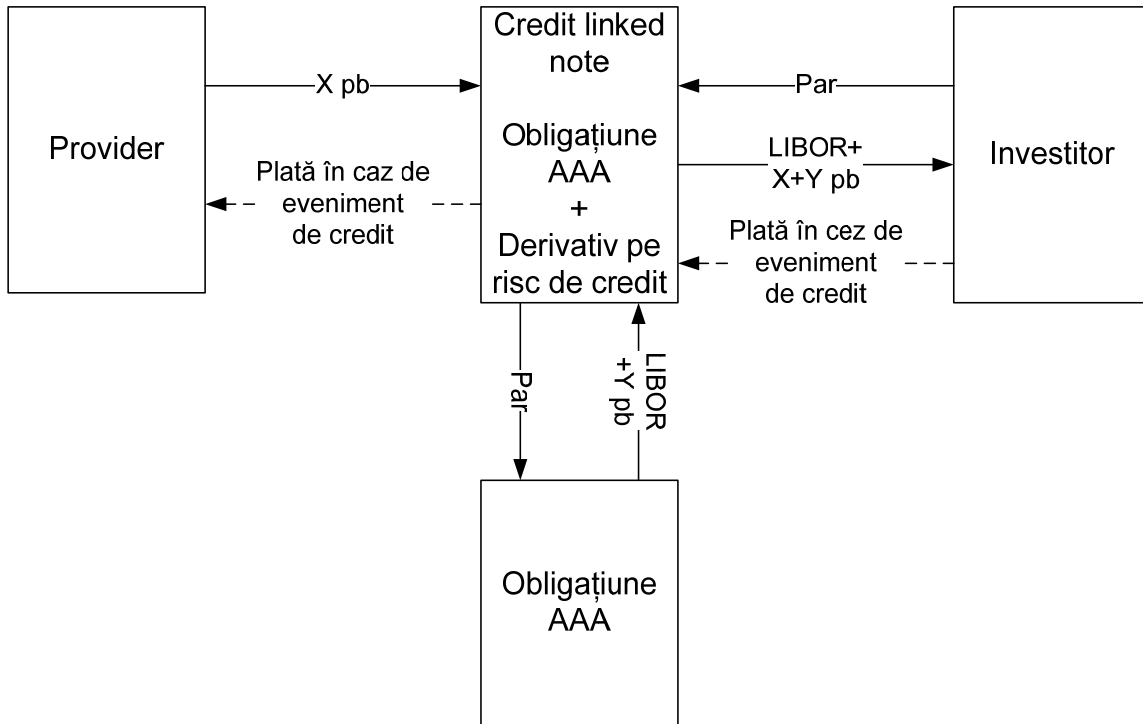 Provider
X pb
Plată în caz de
eveniment
de credit
Credit linked
note
Obligațiune
AAA
+
Derivativ pe
risc de credit
Par
LIBOR+
X+Y pb
Plată în cez de
eveniment
de credit
Investitor
Par
LIBOR
+Y pb
Obligațiune
AAA